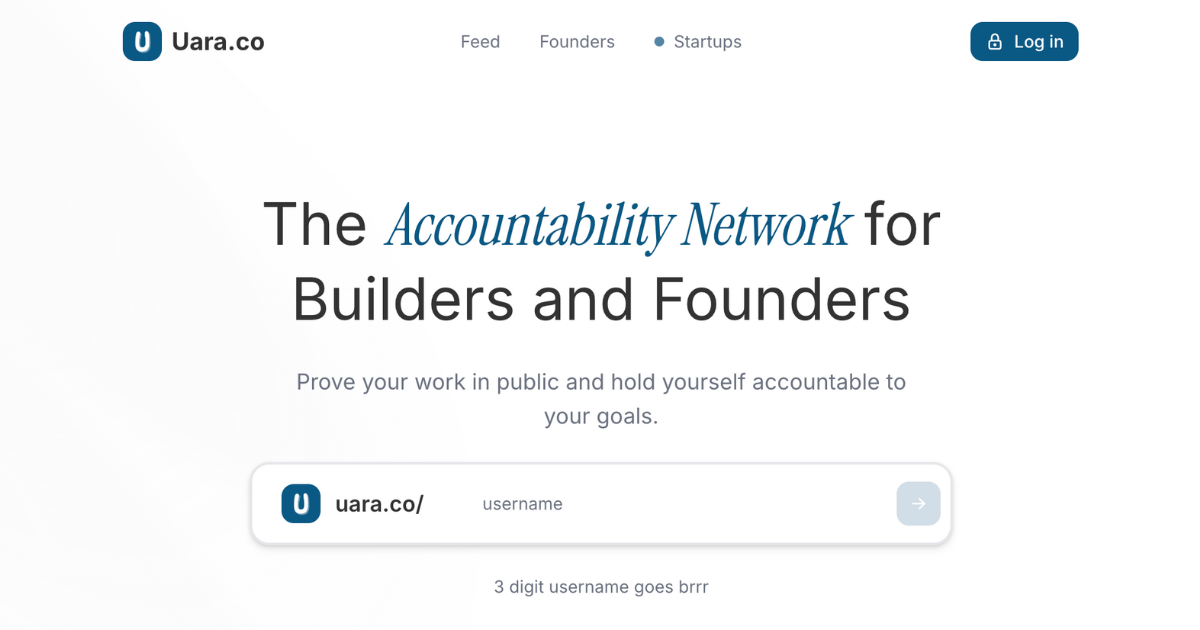 U Uara.co
Feed Founders Startups
Log in
The Accountability Network for
Builders and Founders
Prove your work in public and hold yourself accountable to
your goals.
U uara.co/ username
3 digit username goes brrr